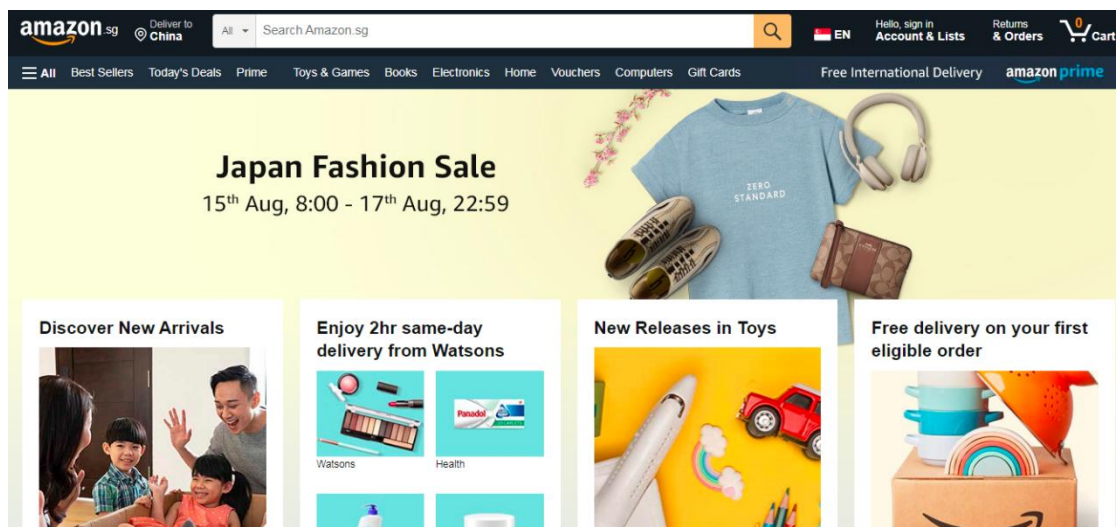 amazon.sg
Deliver to
China
All
Search Amazon.sg
EN
Hello, sign in
Account & Lists
Returns
& Orders
0
Cart
All Best Sellers Today's Deals Prime Toys & Games Books Electronics Home Vouchers Computers Gift Cards Free International Delivery amazon prime
Japan Fashion Sale
15th Aug, 8:00 - 17th Aug, 22:59
ZERO
STANDARD
COACH
Discover New Arrivals
Enjoy 2hr same-day
delivery from Watsons
Panadol
Watsons
Health
New Releases in Toys
Free delivery on your first
eligible order